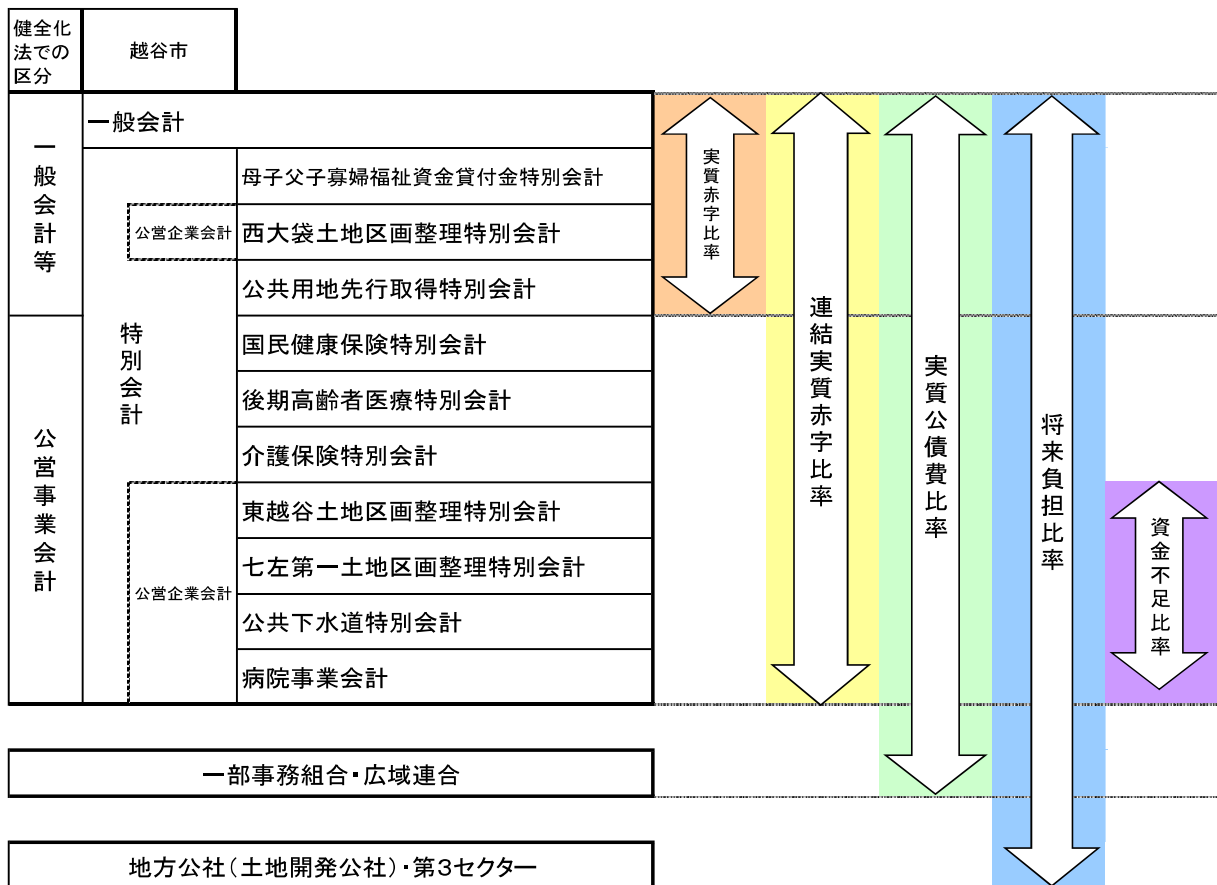 健全化
法での
区分
越谷市
一般会計等
一般会計
特別会計
母子父子寡婦福祉資金貸付金特別会計
公営企業会計
西大袋土地区画整理特別会計
公共用地先行取得特別会計
公営事業会計
国民健康保険特別会計
後期高齢者医療特別会計
介護保険特別会計
公営企業会計
東越谷土地区画整理特別会計
七左第一土地区画整理特別会計
公共下水道特別会計
病院事業会計
実質赤字比率
連結実質赤字比率
実質公債費比率
将来負担比率
資金不足比率
一部事務組合・広域連合
地方公社(土地開発公社)・第3セクター